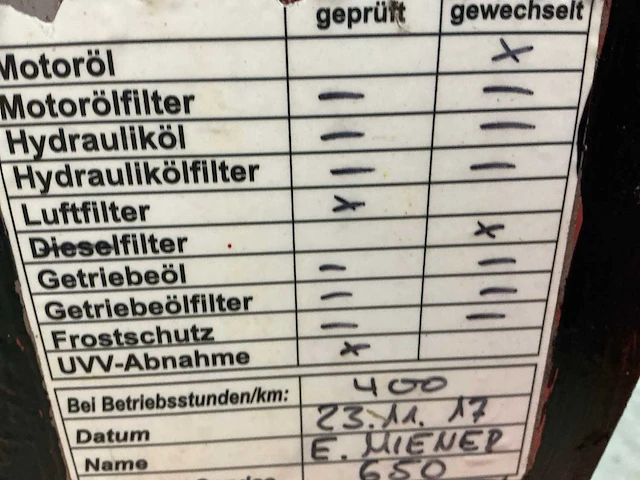 geprüft gewechselt
Motoröl X
Motorölfilter – –
Hydrauliköl – –
Hydraulikölfilter – –
Luftfilter X
Dieselfilter X
Getriebeöl – –
Getriebeölfilter – –
Frostschutz – –
UVV-Abnahme X
Bei Betriebsstunden/km: 400
Datum 23.11.17
Name E. MIENER
650